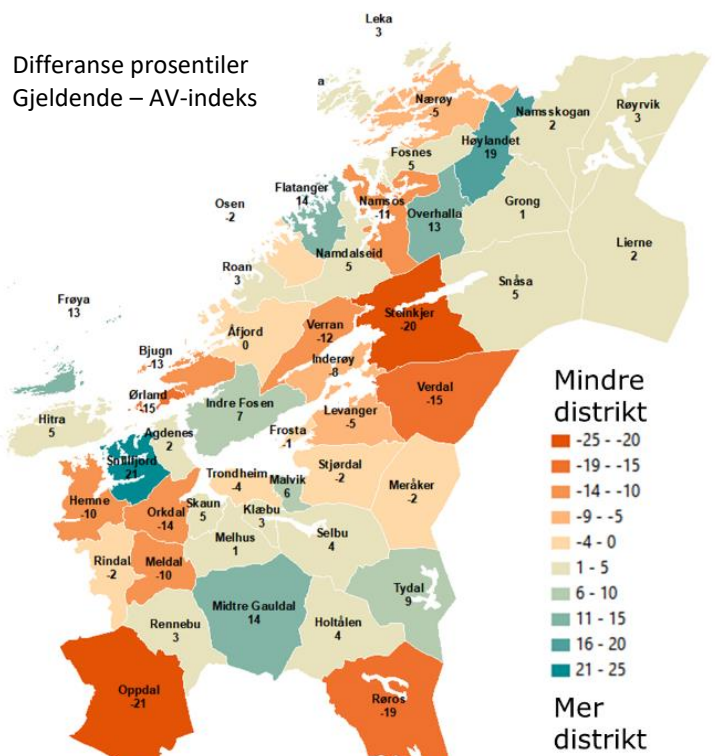 Leka
3
Differanse prosentiler
Gjeldende – AV-indeks
a
Nærøy
-5
Namsskogan
2
Røyrvik
3
Høylandet
19
Fosnes
5
Flatanger
14
Osen
-2
Namsos
-11
Overhalla
13
Grong
1
Lierne
2
Namdalseid
5
Roan
3
Snåsa
5
Frøya
13
Steinkjer
-20
Åfjord
0
Verran
-12
Bjugn
-13
Inderøy
-8
Verdal
-15
Ørland
-15
Indre Fosen
7
Levanger
-5
Hitra
5
Agdenes
2
Frosta
-1
Snillfjord
21
Trondheim
-4
Malvik
6
Stjørdal
-2
Meråker
-2
Hemne
-10
Orkdal
-14
Skaun
5
Klæbu
3
Melhus
1
Selbu
4
Rindal
-2
Meldal
-10
Tydal
9
Midtre Gauldal
14
Rennebu
3
Holtålen
4
Oppdal
-21
Røros
-19
Mindre
distrikt
-25 - -20
-19 - -15
-14 - -10
-9 - -5
-4 - 0
1 - 5
6 - 10
11 - 15
16 - 20
21 - 25
Mer
distrikt